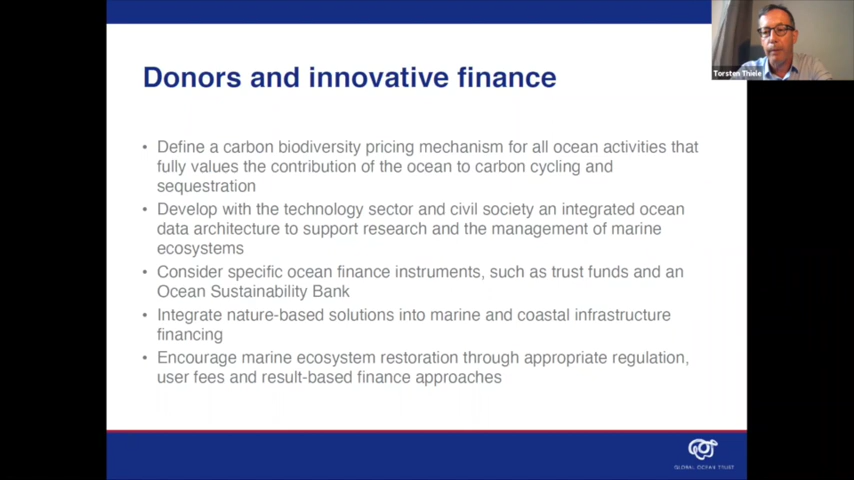 Torsten Thiele
Donors and innovative finance
• Define a carbon biodiversity pricing mechanism for all ocean activities that
fully values the contribution of the ocean to carbon cycling and
sequestration
• Develop with the technology sector and civil society an integrated ocean
data architecture to support research and the management of marine
ecosystems
• Consider specific ocean finance instruments, such as trust funds and an
Ocean Sustainability Bank
• Integrate nature-based solutions into marine and coastal infrastructure
financing
• Encourage marine ecosystem restoration through appropriate regulation,
user fees and result-based finance approaches
GLOBAL OCEAN TRUST